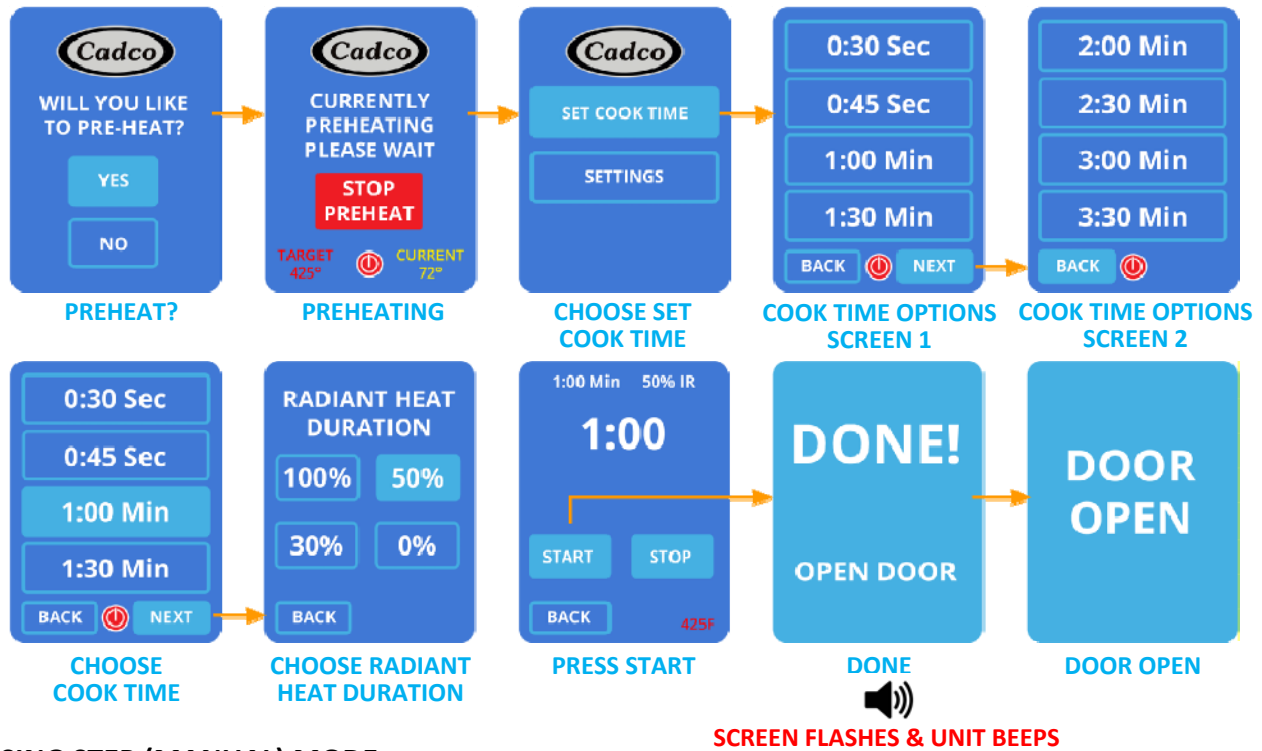 Cadco
WILL YOU LIKE
TO PRE-HEAT?
YES
NO
PREHEAT?
Cadco
CURRENTLY
PREHEATING
PLEASE WAIT
STOP
PREHEAT
TARGET
425°
CURRENT
72°
PREHEATING
Cadco
SET COOK TIME
SETTINGS
CHOOSE SET
COOK TIME
0:30 Sec
0:45 Sec
1:00 Min
1:30 Min
BACK NEXT
COOK TIME OPTIONS
SCREEN 1
2:00 Min
2:30 Min
3:00 Min
3:30 Min
BACK
COOK TIME OPTIONS
SCREEN 2
0:30 Sec
0:45 Sec
1:00 Min
1:30 Min
BACK NEXT
CHOOSE
COOK TIME
RADIANT HEAT
DURATION
100% 50%
30% 0%
BACK
CHOOSE RADIANT
HEAT DURATION
1:00 Min 50% IR
1:00
START STOP
BACK 425F
PRESS START
DONE!
OPEN DOOR
DONE
SCREEN FLASHES & UNIT BEEPS
DOOR
OPEN
DOOR OPEN
STEP (MANUAL) MODE